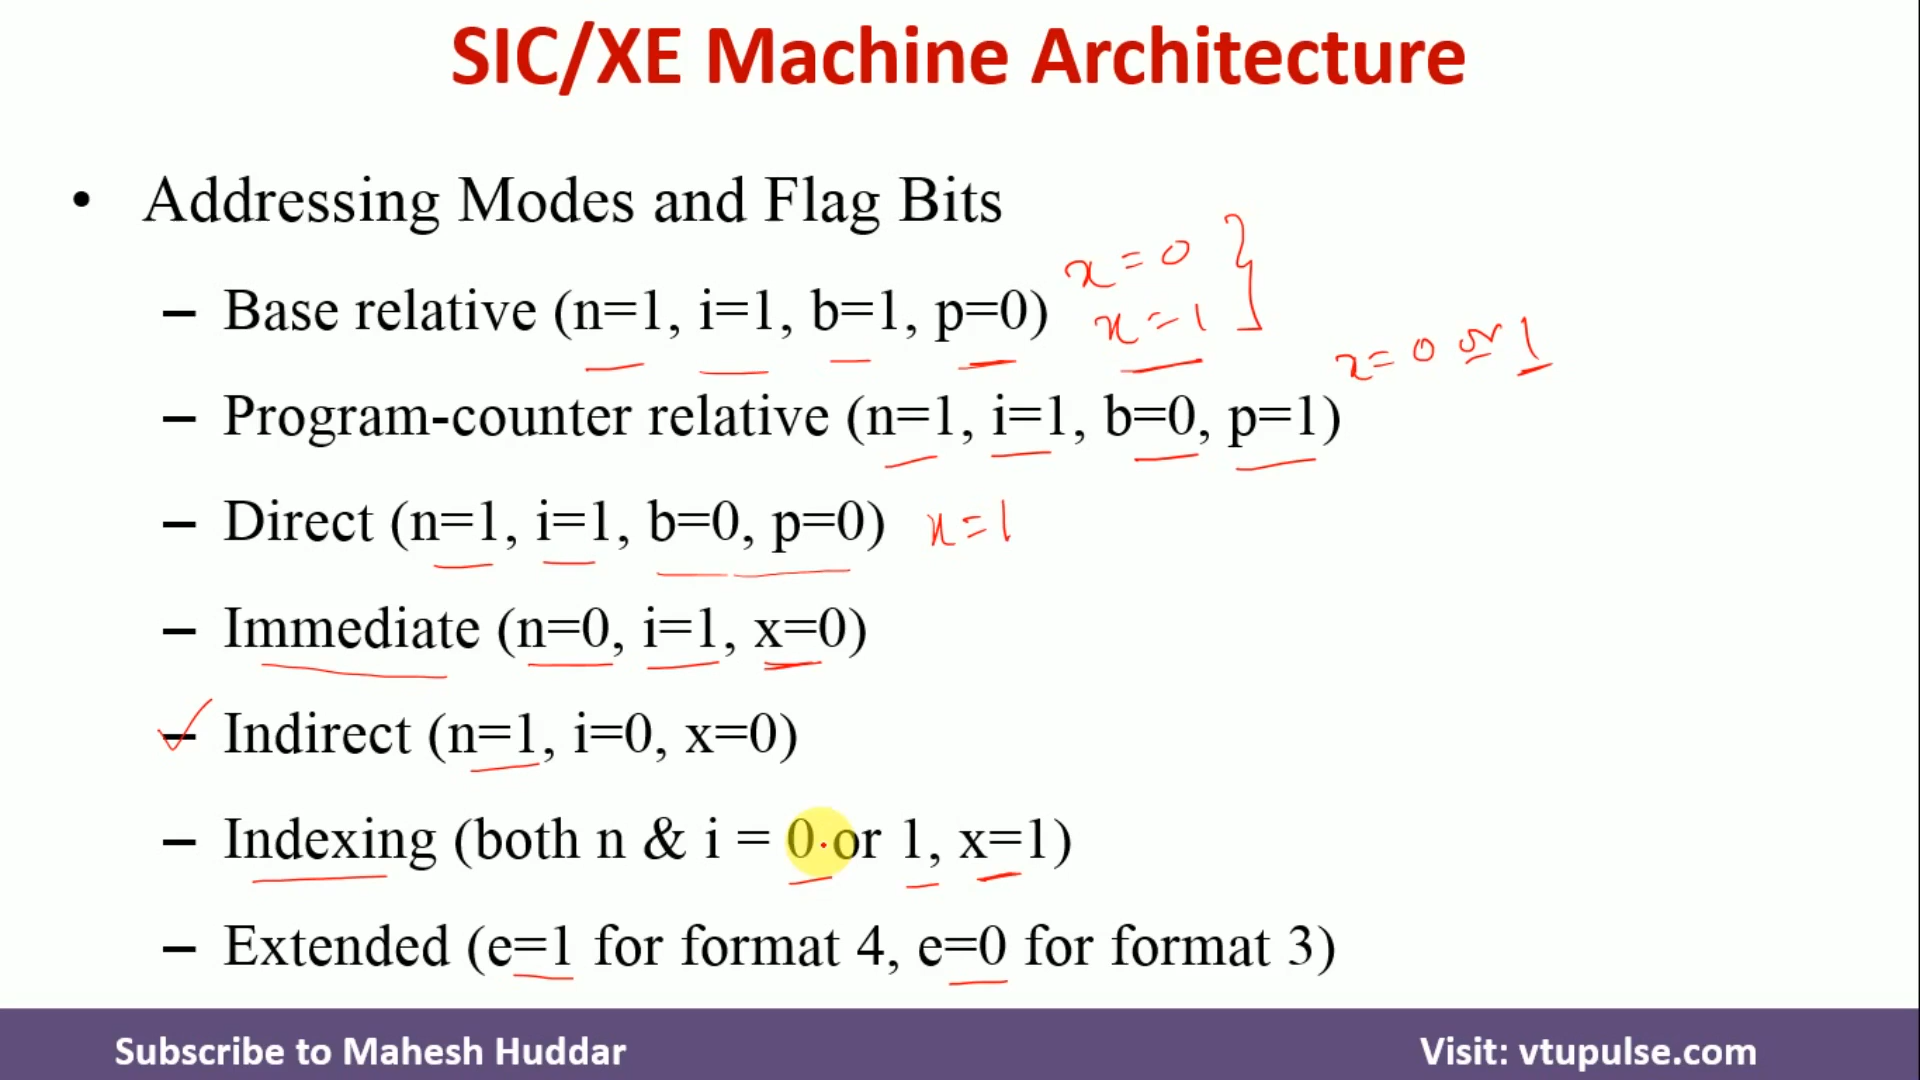 SIC/XE Machine Architecture
• Addressing Modes and Flag Bits
x=0
– Base relative (n=1, i=1, b=1, p=0) x=1
x=0 or 1
– Program-counter relative (n=1, i=1, b=0, p=1)
– Direct (n=1, i=1, b=0, p=0) x=1
– Immediate (n=0, i=1, x=0)
– Indirect (n=1, i=0, x=0)
– Indexing (both n & i = 0 or 1, x=1)
– Extended (e=1 for format 4, e=0 for format 3)
Subscribe to Mahesh Huddar Visit: vtupulse.com